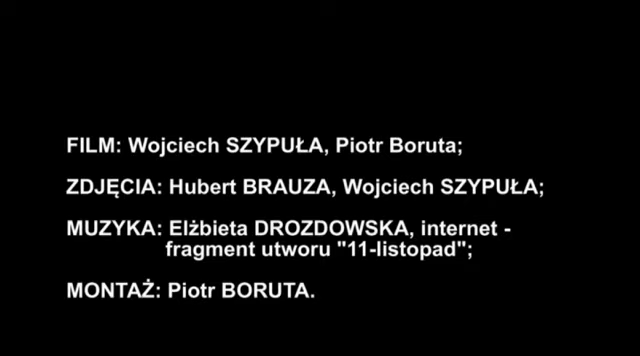 FILM: Wojciech SZYPUŁA, Piotr Boruta;
ZDJĘCIA: Hubert BRAUZA, Wojciech SZYPUŁA;
MUZYKA: Elżbieta DROZDOWSKA, internet -
fragment utworu "11-listopad";
MONTAŻ: Piotr BORUTA.